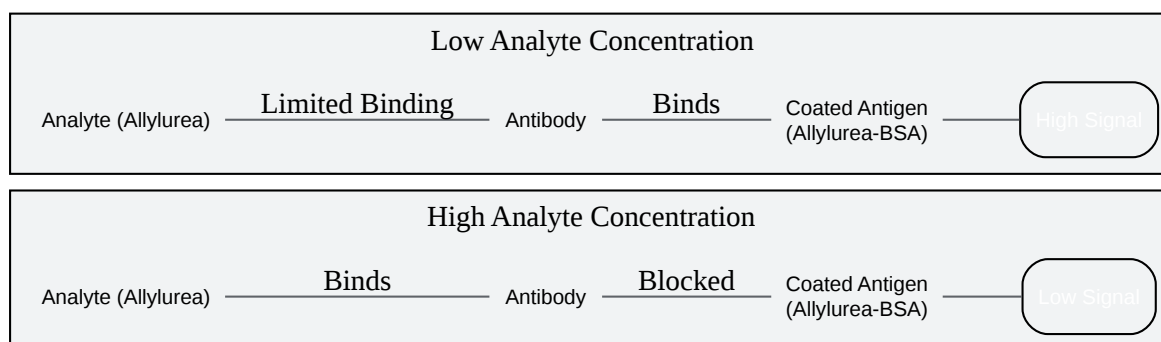 Low Analyte Concentration
Limited Binding
Binds
Analyte (Allylurea)
Antibody
Coated Antigen
(Allylurea-BSA)
High Signal
High Analyte Concentration
Binds
Blocked
Analyte (Allylurea)
Antibody
Coated Antigen
(Allylurea-BSA)
Low Signal